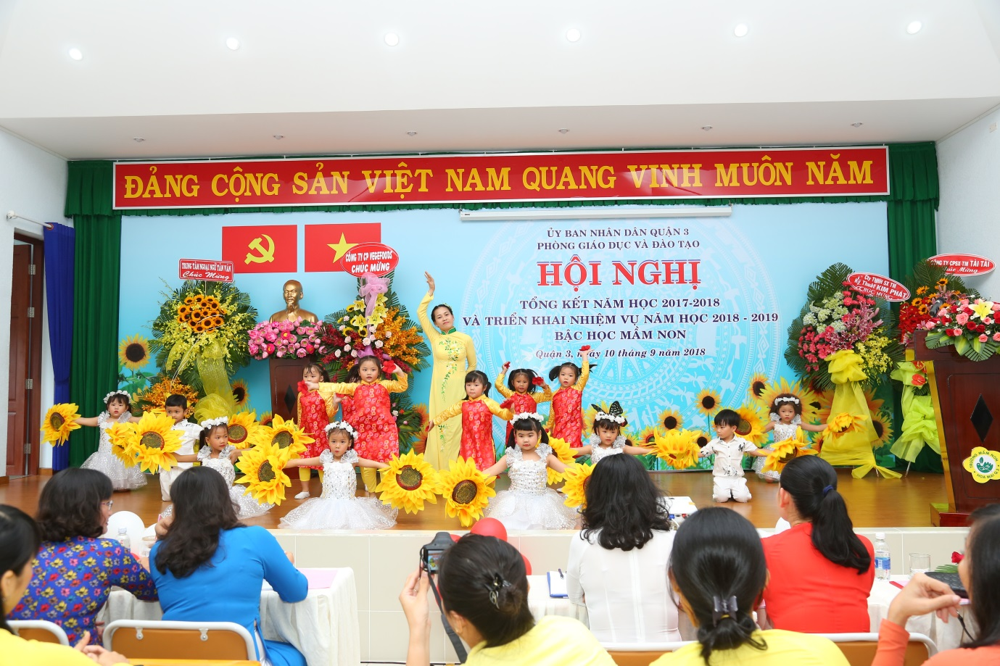 ĐẢNG CỘNG SẢN VIỆT NAM QUANG VINH MUÔN NĂM
ỦY BAN NHÂN DÂN QUẬN 3
PHÒNG GIÁO DỤC VÀ ĐÀO TẠO
HỘI NGHỊ
TỔNG KẾT NĂM HỌC 2017-2018
VÀ TRIỂN KHAI NHIỆM VỤ NĂM HỌC 2018 - 2019
BẬC HỌC MẦM NON
Quận 3, ngày 10 tháng 9 năm 2018
TRUNG TÂM NGOẠI NGỮ TÂN VĂN
Chúc Mừng
CÔNG TY CP VEGEFOODS
CHÚC MỪNG
CTy TNHH SX TM
KỸ THUẬT KIM PHÁT
CHÚC MỪNG
CÔNG TY CPSX-TM TÀI TÀI
Chúc Mừng
TRƯỜNG MẦM NON
HOA MAI Q.3